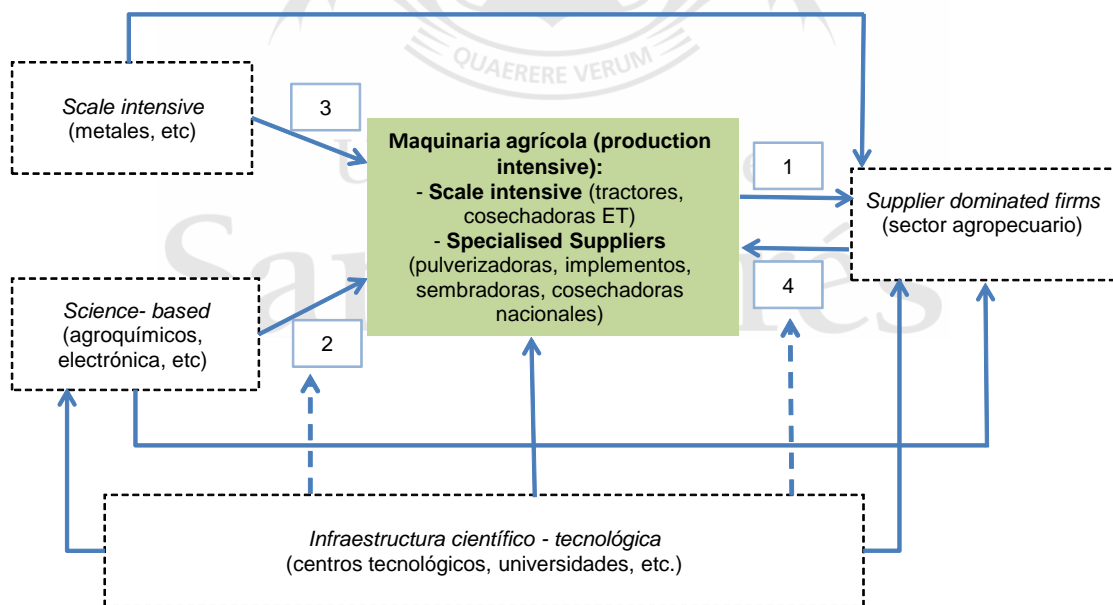 QUAERERE VERUM
Scale intensive
(metales, etc)
3
Maquinaria agrícola (production
intensive):
- Scale intensive (tractores,
cosechadoras ET)
- Specialised Suppliers
(pulverizadoras, implementos,
sembradoras, cosechadoras
nacionales)
1
Supplier dominated firms
(sector agropecuario)
4
Science- based
(agroquímicos,
electrónica, etc)
2
Infraestructura científico - tecnológica
(centros tecnológicos, universidades, etc.)